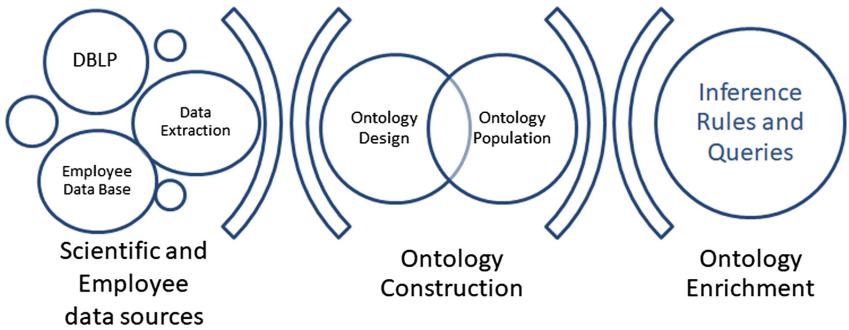 DBLP
Data
Extraction
Employee
Data Base
Scientific and
Employee
data sources
Ontology
Design
Ontology
Population
Ontology
Construction
Inference
Rules and
Queries
Ontology
Enrichment